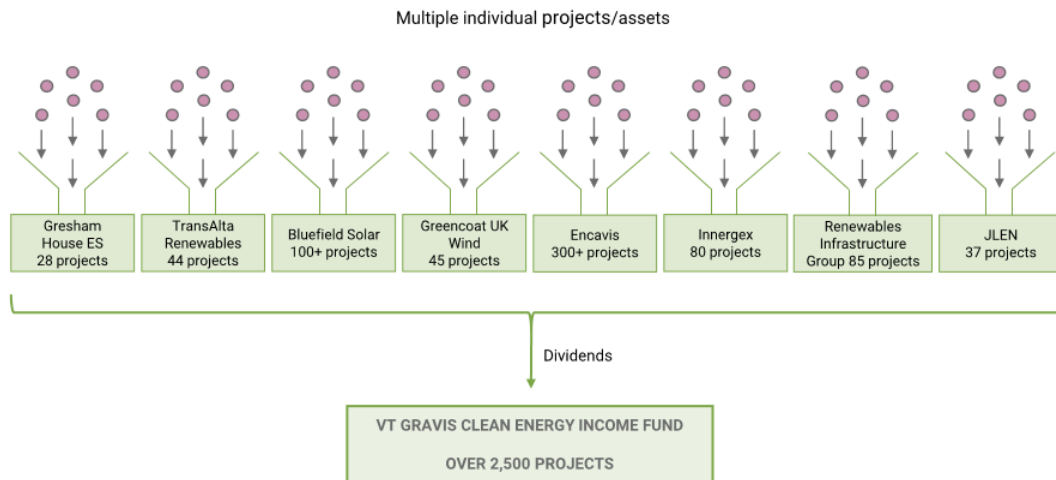 Multiple individual projects/assets
Gresham
House ES
28 projects
TransAlta
Renewables
44 projects
Bluefield Solar
100+ projects
Greencoat UK
Wind
45 projects
Encavis
300+ projects
Innergex
80 projects
Renewables
Infrastructure
Group 85 projects
JLEN
37 projects
Dividends
VT GRAVIS CLEAN ENERGY INCOME FUND
OVER 2,500 PROJECTS